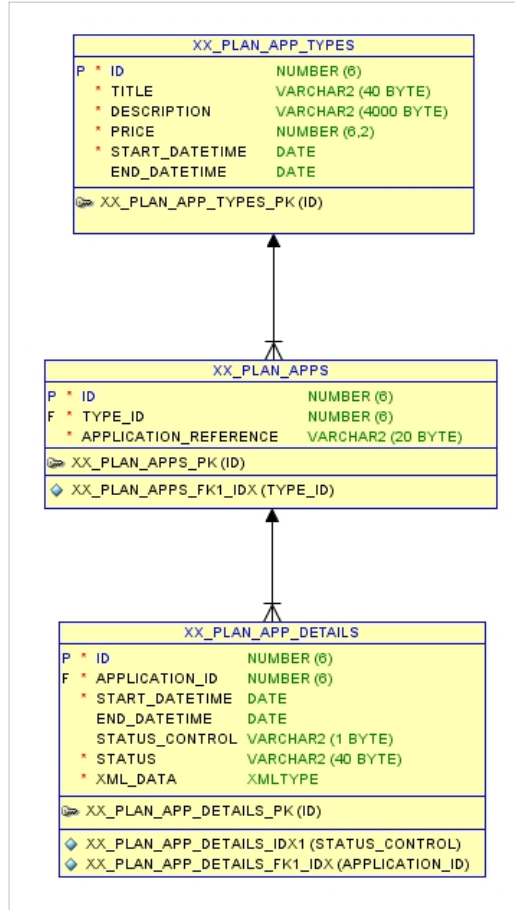 XX_PLAN_APP_TYPES
P * ID NUMBER (6)
* TITLE VARCHAR2 (40 BYTE)
* DESCRIPTION VARCHAR2 (4000 BYTE)
* PRICE NUMBER (6,2)
* START_DATETIME DATE
END_DATETIME DATE
XX_PLAN_APP_TYPES_PK (ID)
XX_PLAN_APPS
P * ID NUMBER (6)
F * TYPE_ID NUMBER (6)
* APPLICATION_REFERENCE VARCHAR2 (20 BYTE)
XX_PLAN_APPS_PK (ID)
XX_PLAN_APPS_FK1_IDX (TYPE_ID)
XX_PLAN_APP_DETAILS
P * ID NUMBER (6)
F * APPLICATION_ID NUMBER (6)
* START_DATETIME DATE
END_DATETIME DATE
STATUS_CONTROL VARCHAR2 (1 BYTE)
* STATUS VARCHAR2 (40 BYTE)
* XML_DATA XMLTYPE
XX_PLAN_APP_DETAILS_PK (ID)
XX_PLAN_APP_DETAILS_IDX1 (STATUS_CONTROL)
XX_PLAN_APP_DETAILS_FK1_IDX (APPLICATION_ID)